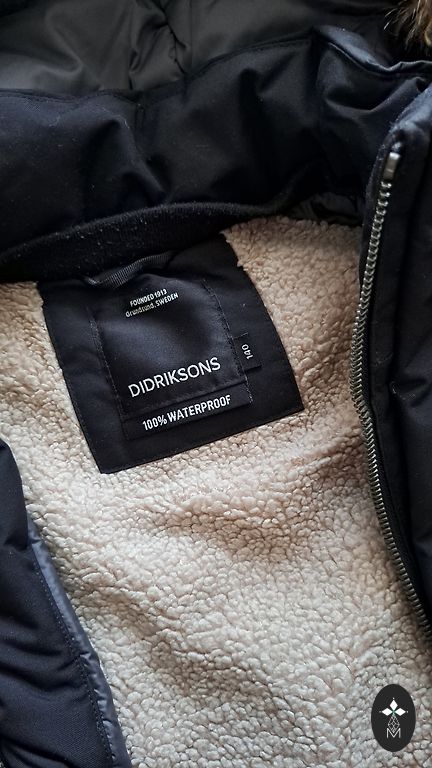 FOUNDED 1913
Grundsund, SWEDEN
DIDRIKSONS
140
100% WATERPROOF
M